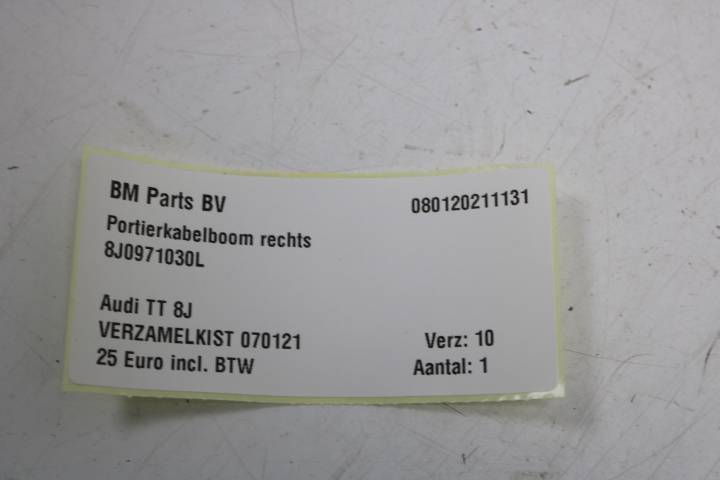 BM Parts BV
080120211131
Portierkabelboom rechts
8J0971030L
Audi TT 8J
VERZAMELKIST 070121
Verz: 10
25 Euro incl. BTW
Aantal: 1